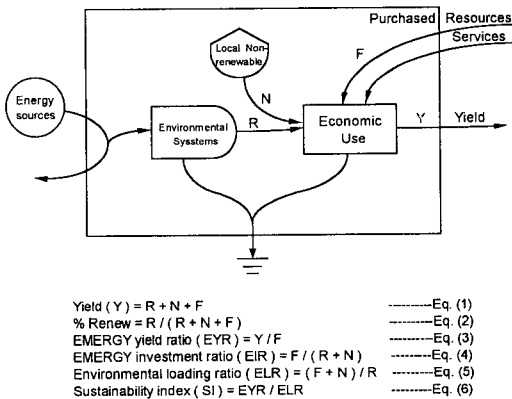 Purchased Resources
Services
Local Non-
renewable
F
Energy
sources
N
Environmental
Sysstems
R
Economic
Use
Y
Yield
Yield ( Y ) = R + N + F ---------Eq. (1)
% Renew = R / ( R + N + F ) ---------Eq. (2)
EMERGY yield ratio ( EYR ) = Y / F ---------Eq. (3)
EMERGY investment ratio ( EIR ) = F / ( R + N ) ---------Eq. (4)
Environmental loading ratio ( ELR ) = ( F + N ) / R ---------Eq. (5)
Sustainability index ( SI ) = EYR / ELR ---------Eq. (6)